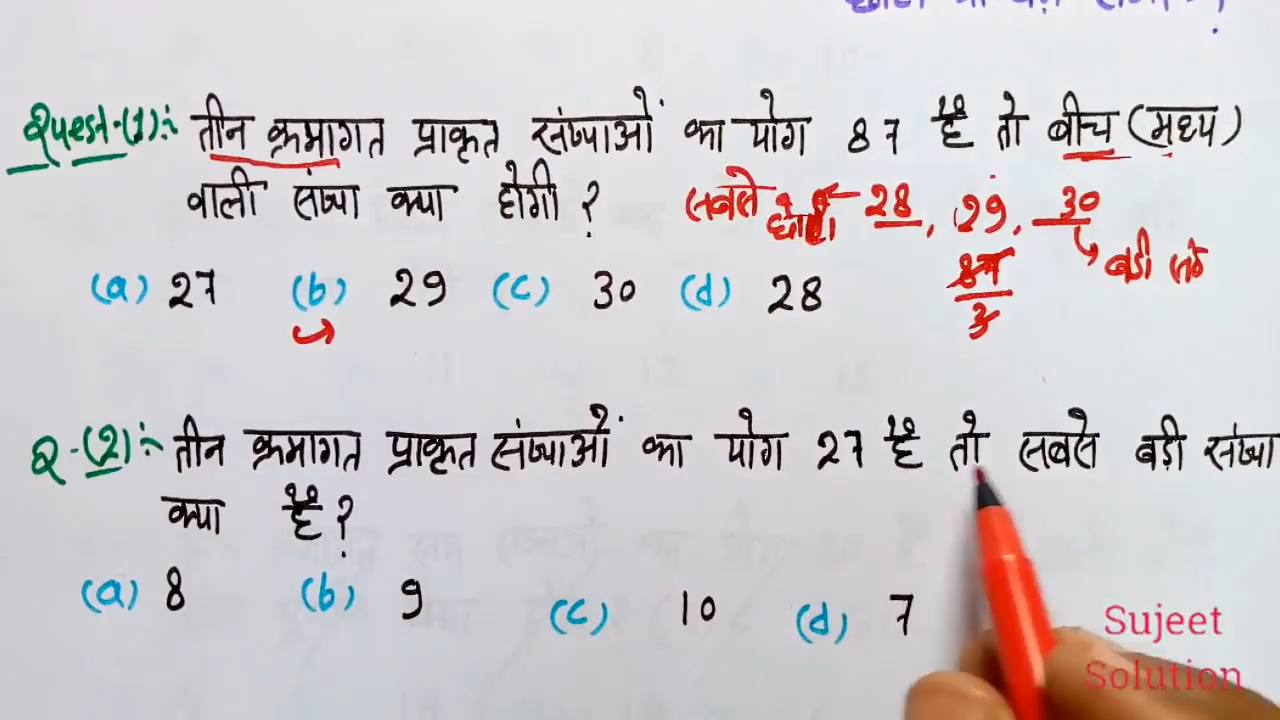 Quest-(1):- तीन क्रमागत प्राकृत संख्याओं का योग 87 है तो बीच (मध्य)
वाली संख्या क्या होगी ?
सबसे छोटी 28, 29, 30
87
3
बड़ी सं०
(a) 27 (b) 29 (c) 30 (d) 28
Q-(2):- तीन क्रमागत प्राकृत संख्याओं का योग 27 है तो सबसे बड़ी संख्या
क्या है ?
(a) 8 (b) 9 (c) 10 (d) 7
Sujeet
Solution